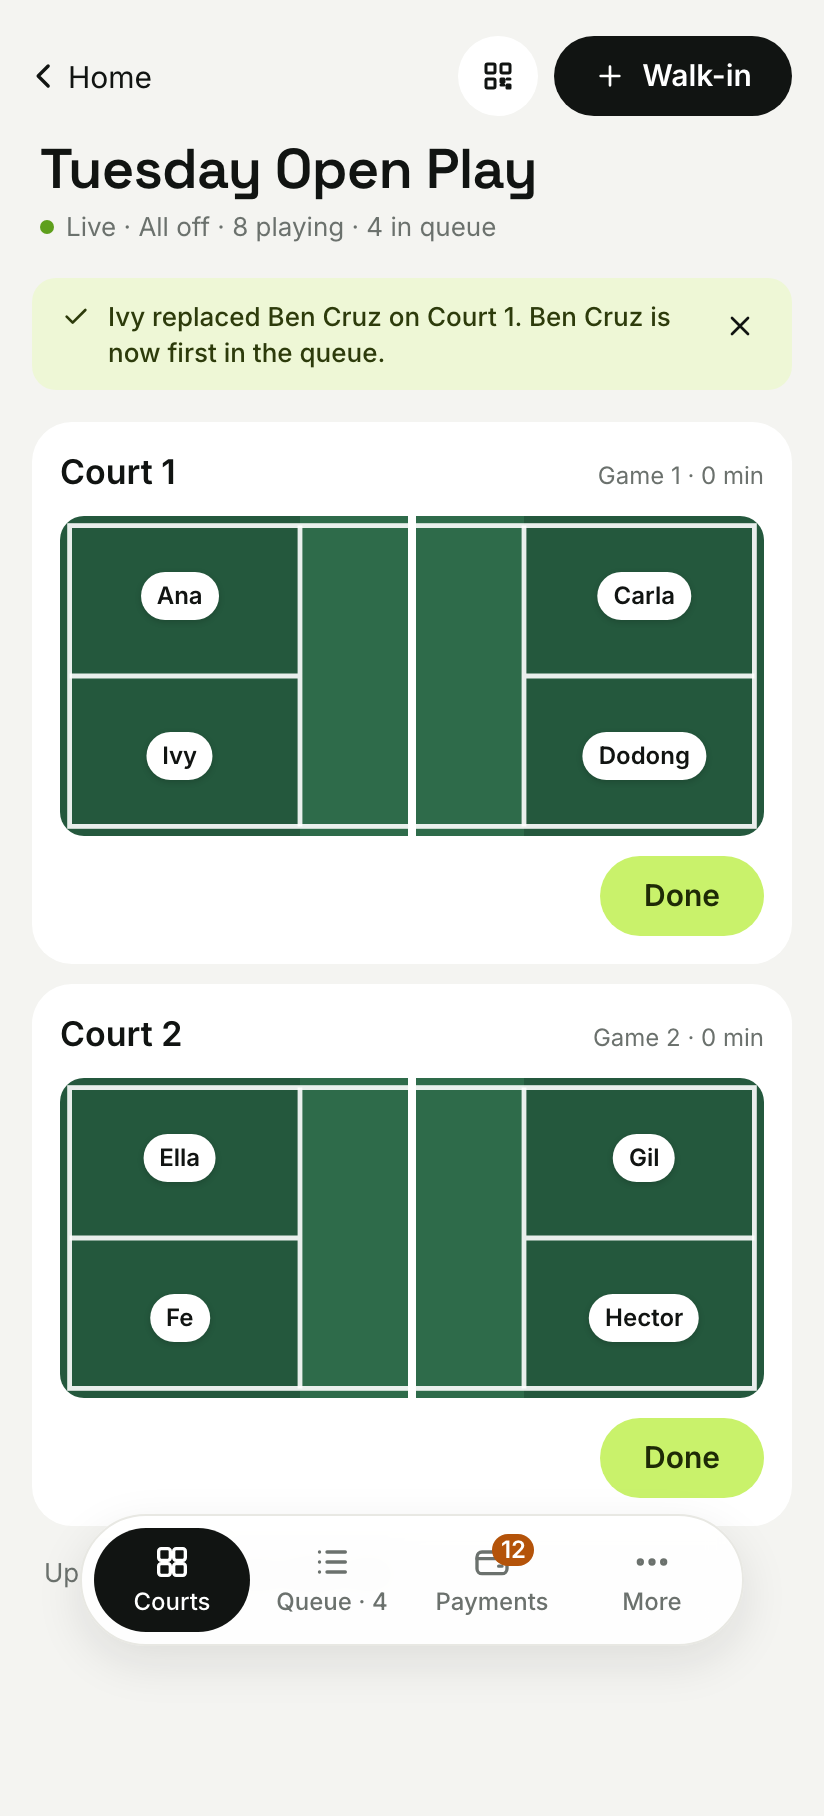 Home
Walk-in
Tuesday Open Play
Live · All off · 8 playing · 4 in queue
Ivy replaced Ben Cruz on Court 1. Ben Cruz is
now first in the queue.
Court 1
Game 1 · 0 min
Ana
Carla
Ivy
Dodong
Done
Court 2
Game 2 · 0 min
Ella
Gil
Fe
Hector
Done
Up
12
Courts
Queue · 4
Payments
More